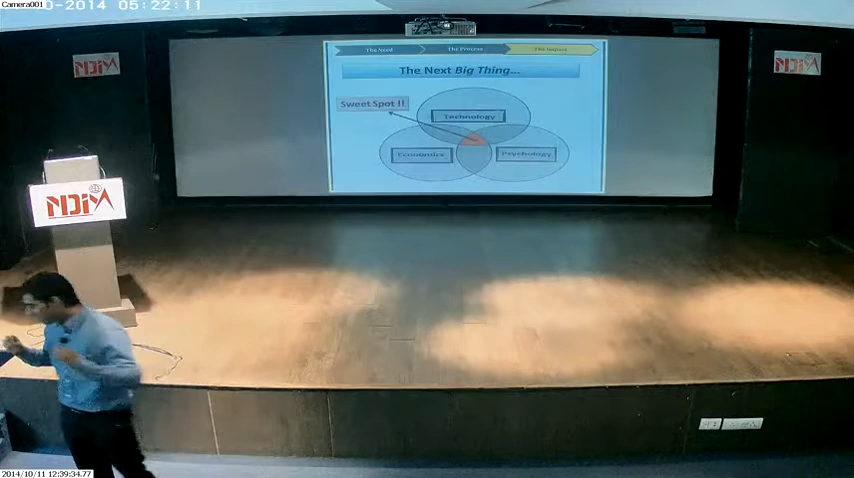 Camera001
0-2014 05:22:11
The Need
The Process
The Next Big Thing...
Sweet Spot !!
Technology
Economics
Psychology
NDIM
NDIM
NDIM
2014/10/11 12:39:34.77